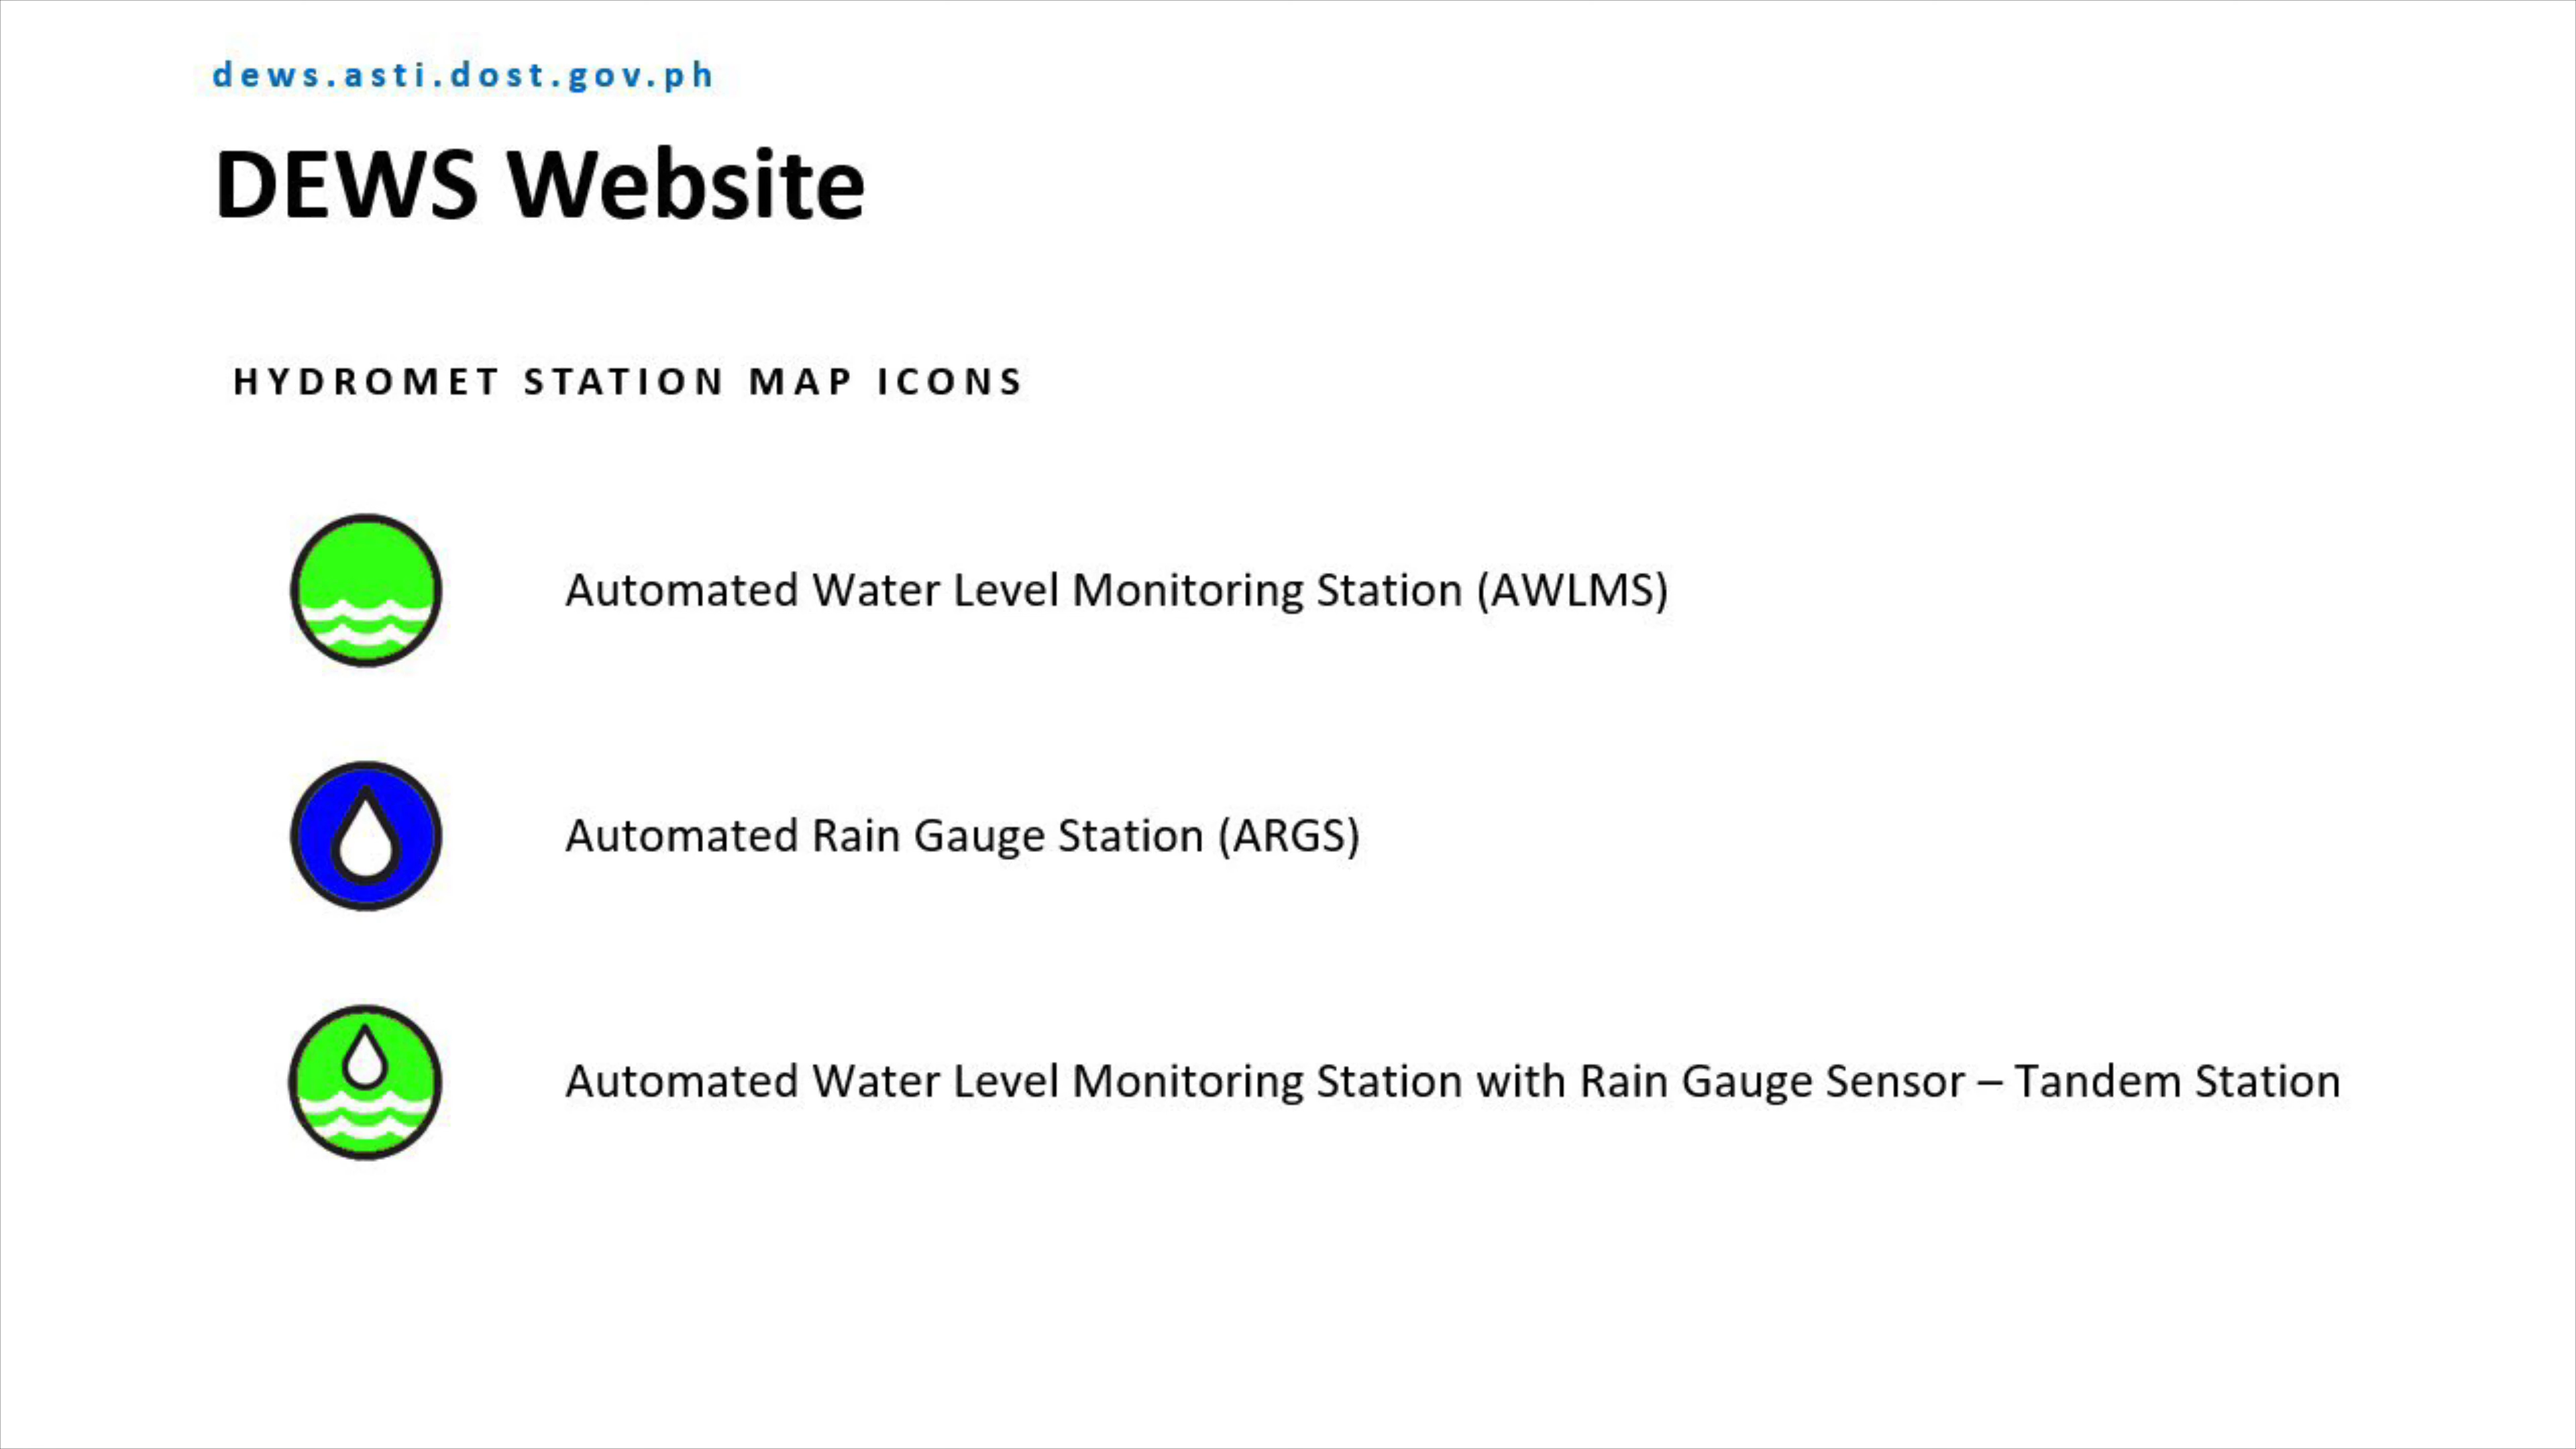 dews.asti.dost.gov.ph
DEWS Website
HYDROMET STATION MAP ICONS
Automated Water Level Monitoring Station (AWLMS)
Automated Rain Gauge Station (ARGS)
Automated Water Level Monitoring Station with Rain Gauge Sensor – Tandem Station